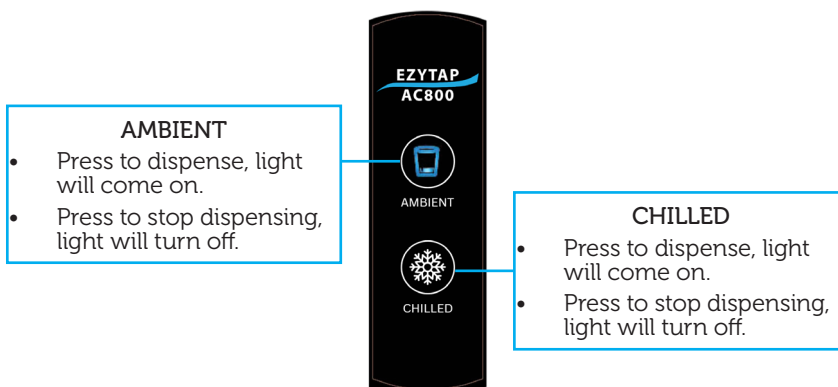 EZYTAP
AC800
AMBIENT
• Press to dispense, light
will come on.
• Press to stop dispensing,
light will turn off.
AMBIENT
CHILLED
• Press to dispense, light
will come on.
• Press to stop dispensing,
light will turn off.
CHILLED